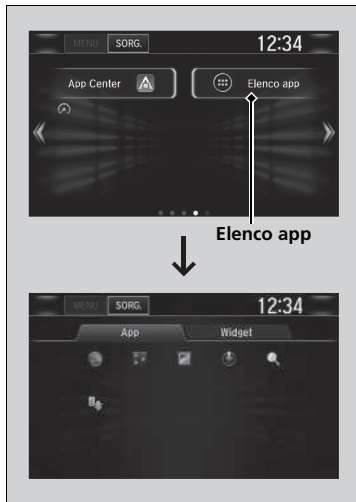 MENU SORG. 12:34
App Center Elenco app
Elenco app
MENU SORG. 12:34
App Widget